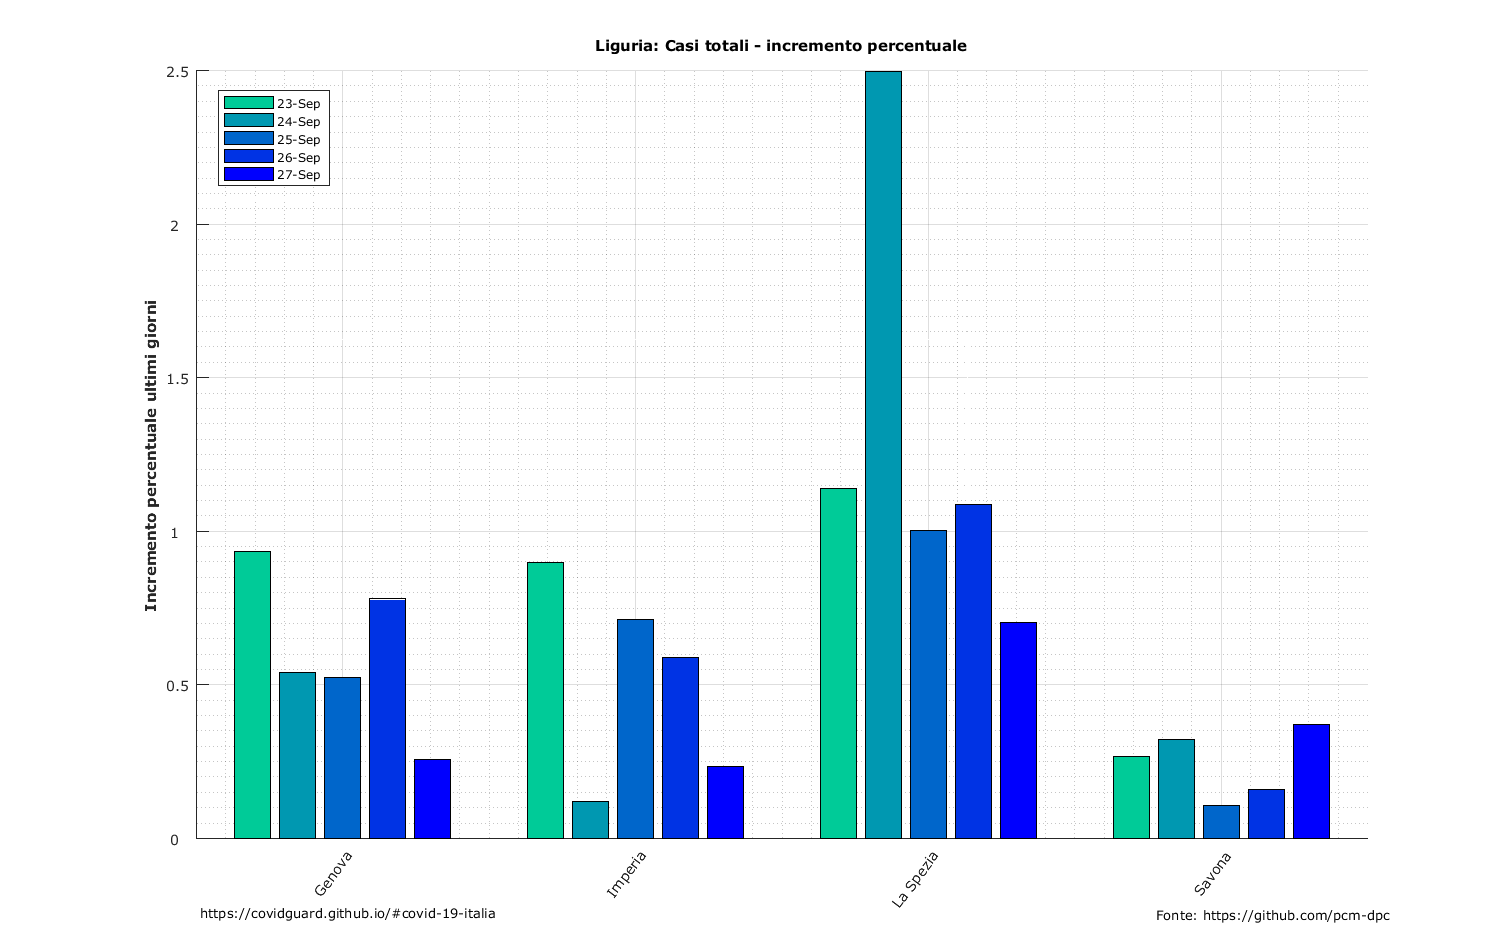 Liguria: Casi totali - incremento percentuale
2.5
2
1.5
1
0.5
0
Incremento percentuale ultimi giorni
23-Sep
24-Sep
25-Sep
26-Sep
27-Sep
Genova
Imperia
La Spezia
Savona
https://covidguard.github.io/#covid-19-italia
Fonte: https://github.com/pcm-dpc